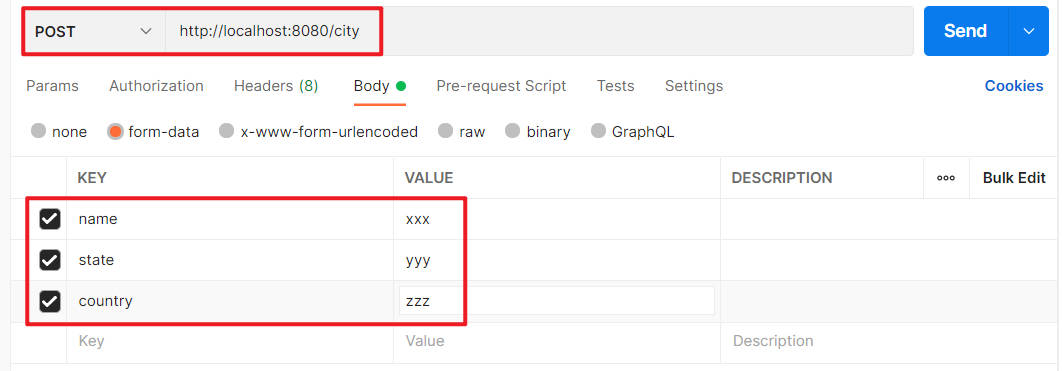 POST http://localhost:8080/city Send
Params Authorization Headers (8) Body Pre-request Script Tests Settings Cookies
none form-data x-www-form-urlencoded raw binary GraphQL
KEY VALUE DESCRIPTION ooo Bulk Edit
name xxx
state yyy
country zzz
Key Value Description